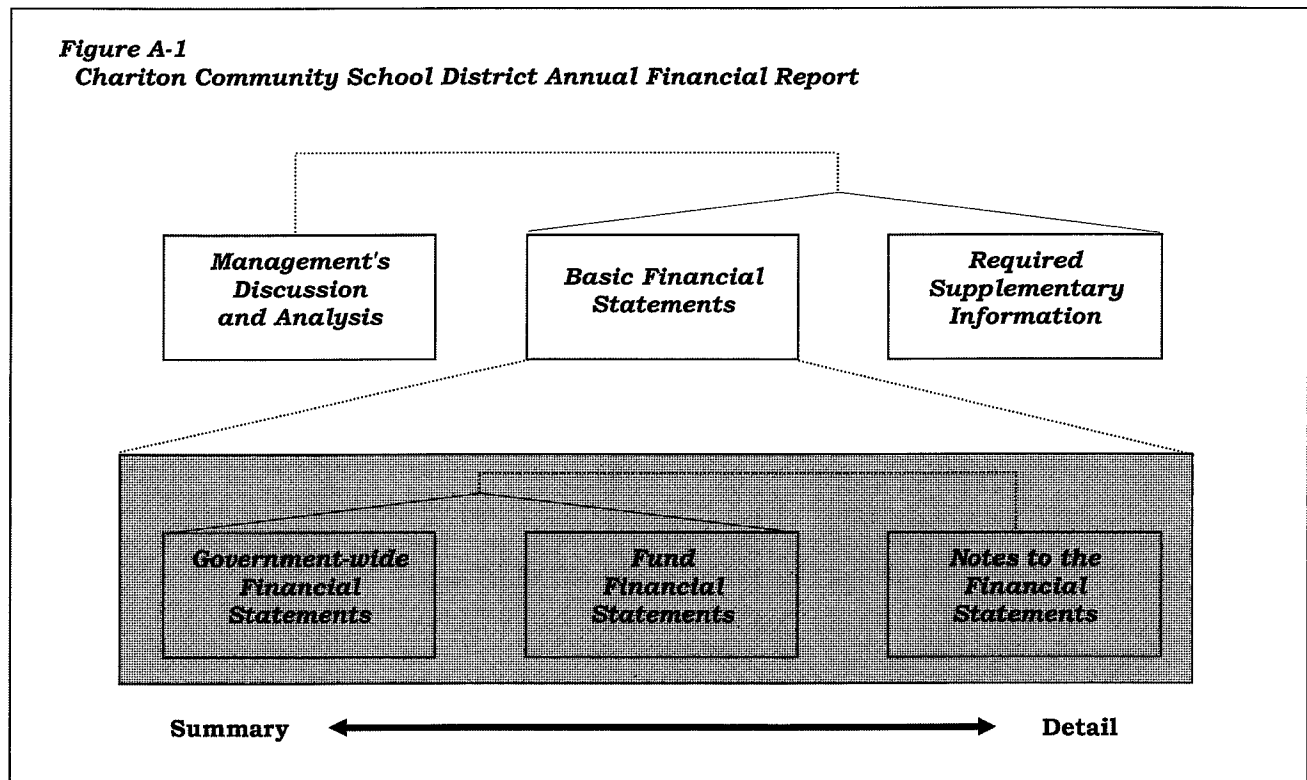 Figure A-1
Chariton Community School District Annual Financial Report
Management's
Discussion
and Analysis
Basic Financial
Statements
Required
Supplementary
Information
Government-wide
Financial
Statements
Fund
Financial
Statements
Notes to the
Financial
Statements
Summary
Detail